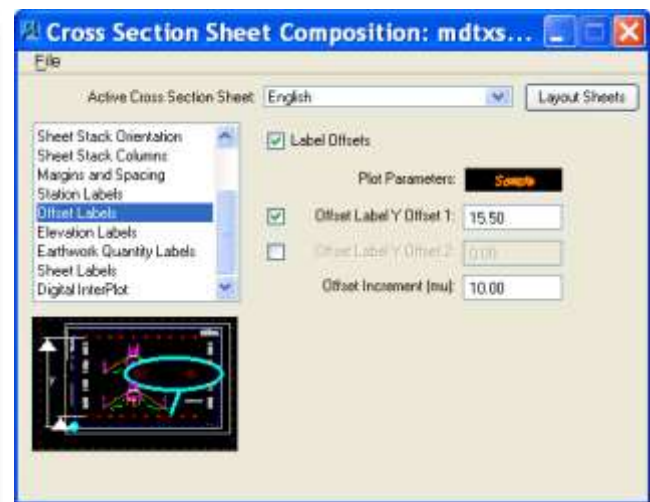 Cross Section Sheet Composition: mdtxs...
File
Active Cross Section Sheet: English Layout Sheets
Sheet Stack Orientation
Sheet Stack Columns
Margins and Spacing
Station Labels
Offset Labels
Elevation Labels
Earthwork Quantity Labels
Sheet Labels
Digital InterPlot
Label Offsets
Plot Parameters: Sample
Offset Label Y Offset 1: 15.50
Offset Label Y Offset 2: 0.00
Offset Increment (mu): 10.00
Y